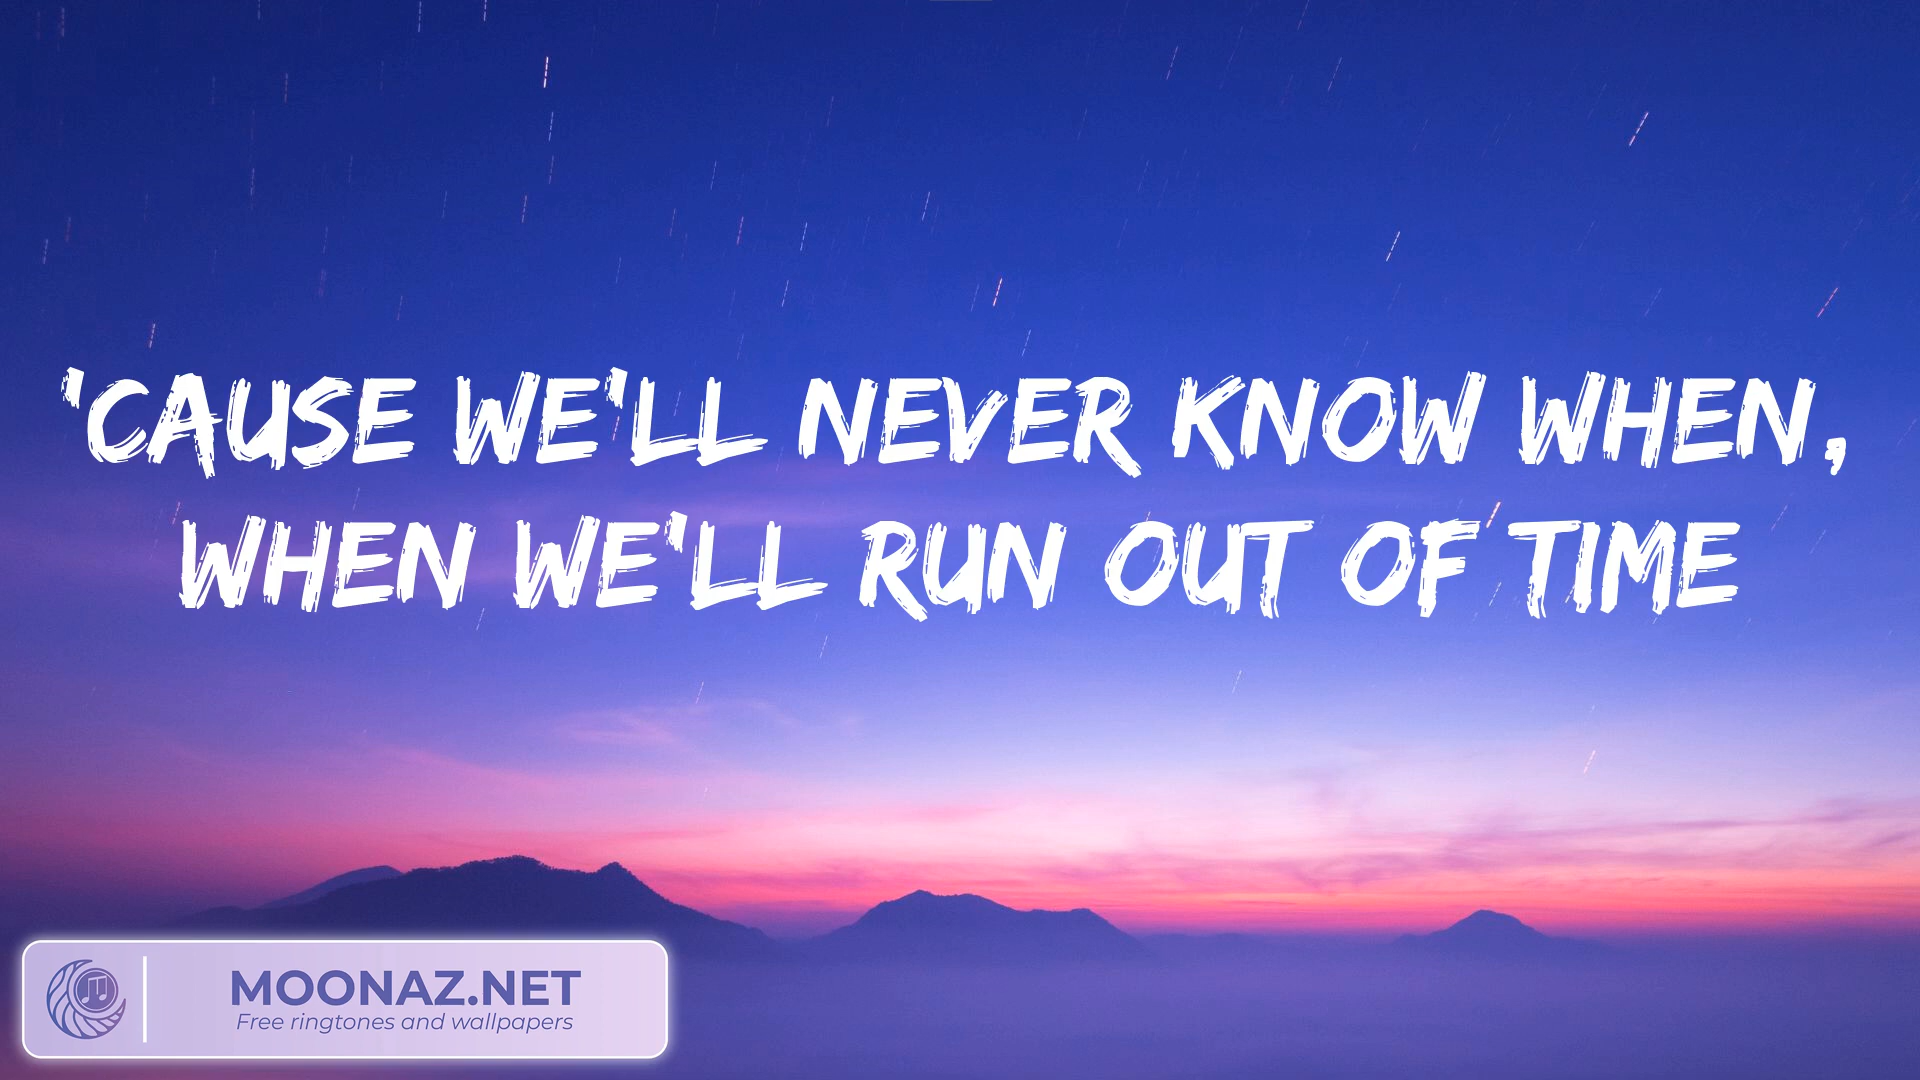 'CAUSE WE'LL NEVER KNOW WHEN,
WHEN WE'LL RUN OUT OF TIME
MOONAZ.NET
Free ringtones and wallpapers